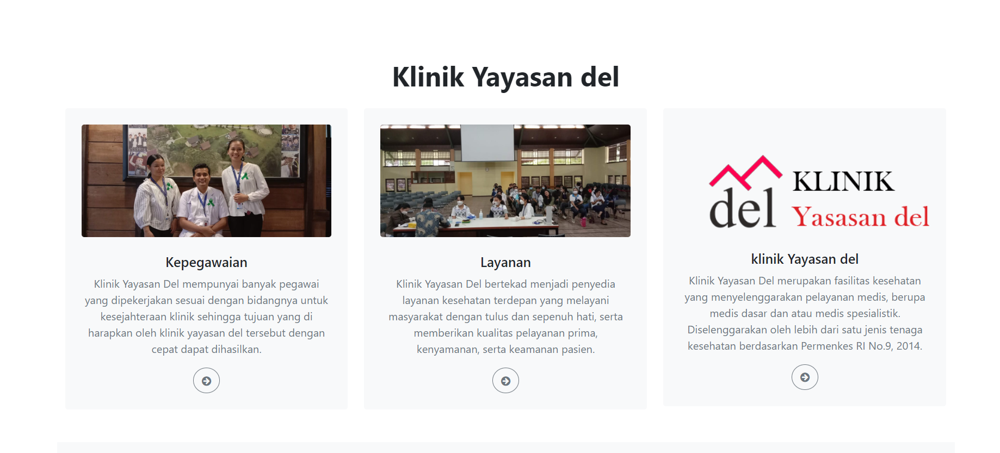 Klinik Yayasan del
Kepegawaian
Klinik Yayasan Del mempunyai banyak pegawai
yang dipekerjakan sesuai dengan bidangnya untuk
kesejahteraan klinik sehingga tujuan yang di
harapkan oleh klinik yayasan del tersebut dengan
cepat dapat dihasilkan.
Layanan
Klinik Yayasan Del bertekad menjadi penyedia
layanan kesehatan terdepan yang melayani
masyarakat dengan tulus dan sepenuh hati, serta
memberikan kualitas pelayanan prima,
kenyamanan, serta keamanan pasien.
del
KLINIK
Yasasan del
klinik Yayasan del
Klinik Yayasan Del merupakan fasilitas kesehatan
yang menyelenggarakan pelayanan medis, berupa
medis dasar dan atau medis spesialistik.
Diselenggarakan oleh lebih dari satu jenis tenaga
kesehatan berdasarkan Permenkes RI No.9, 2014.